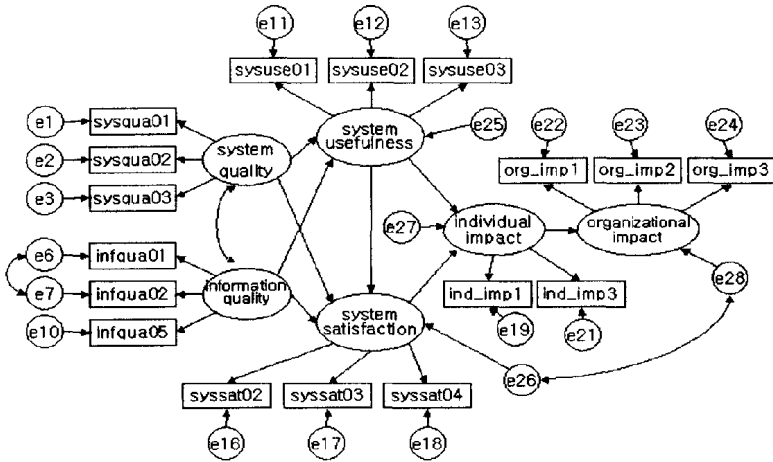 e11
e12
e13
sysuse01
sysuse02
sysuse03
e1
sysqua01
e2
sysqua02
e3
sysqua03
system
quality
system
usefulness
e25
e22
e23
e24
org_imp1
org_imp2
org_imp3
e27
individual
impact
organizational
impact
e6
infqua01
e7
infqua02
e10
infqua05
information
quality
system
satisfaction
ind_imp1
ind_imp3
e28
e19
e21
e26
syssat02
syssat03
syssat04
e16
e17
e18